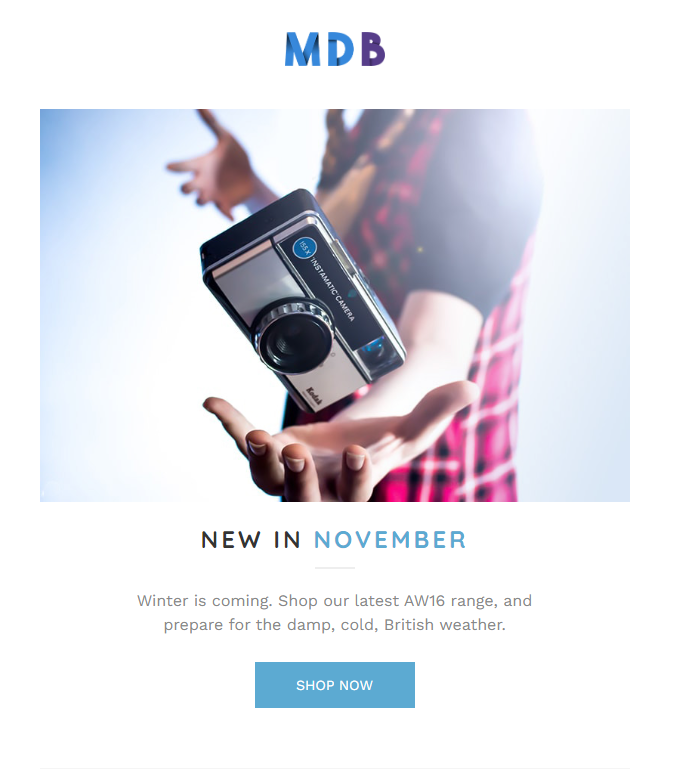 MDB
155X
INSTAMATIC® CAMERA
Kodak
NEW IN NOVEMBER
Winter is coming. Shop our latest AW16 range, and
prepare for the damp, cold, British weather.
SHOP NOW